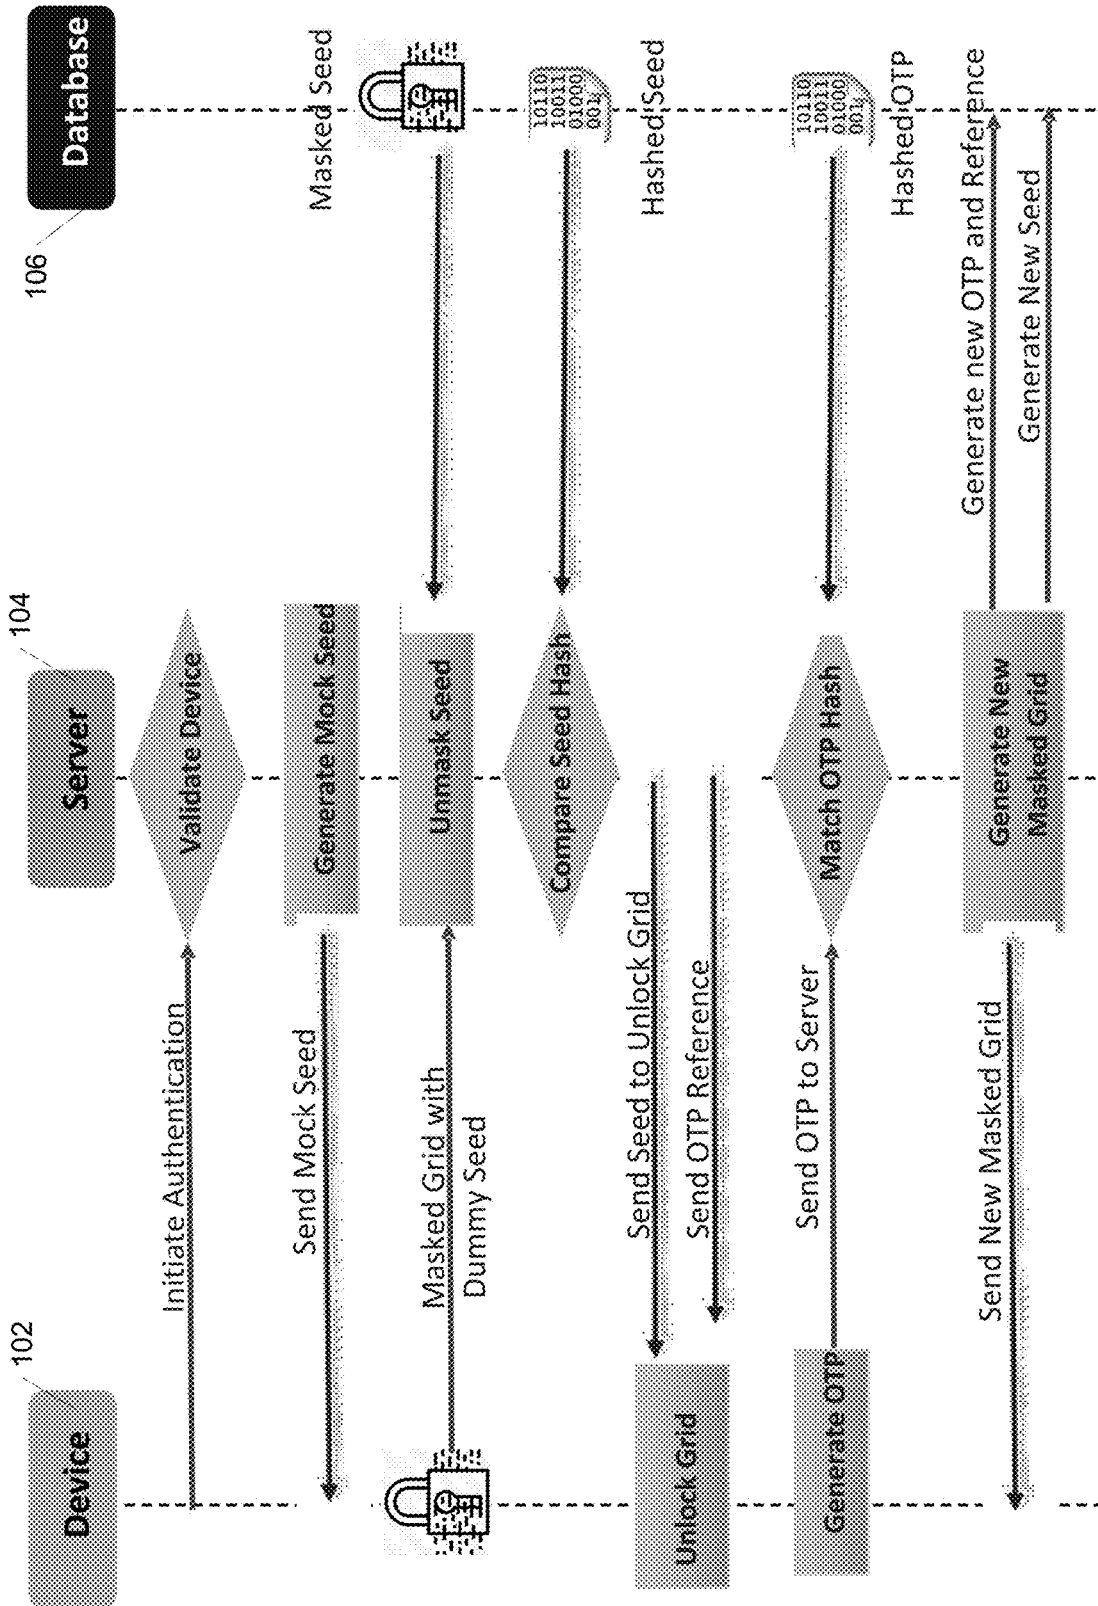 Device
102
Server
104
Database
106
Initiate Authentication
Validate Device
Send Mock Seed
Generate Mock Seed
Masked Seed
Masked Grid with
Dummy Seed
Unmask Seed
10110
10011
01000
001
Compare Seed Hash
Hashed Seed
Send Seed to Unlock Grid
Unlock Grid
Send OTP Reference
Generate OTP
Send OTP to Server
Match OTP Hash
10110
10011
01000
001
Hashed OTP
Generate new OTP and Reference
Send New Masked Grid
Generate New
Masked Grid
Generate New Seed